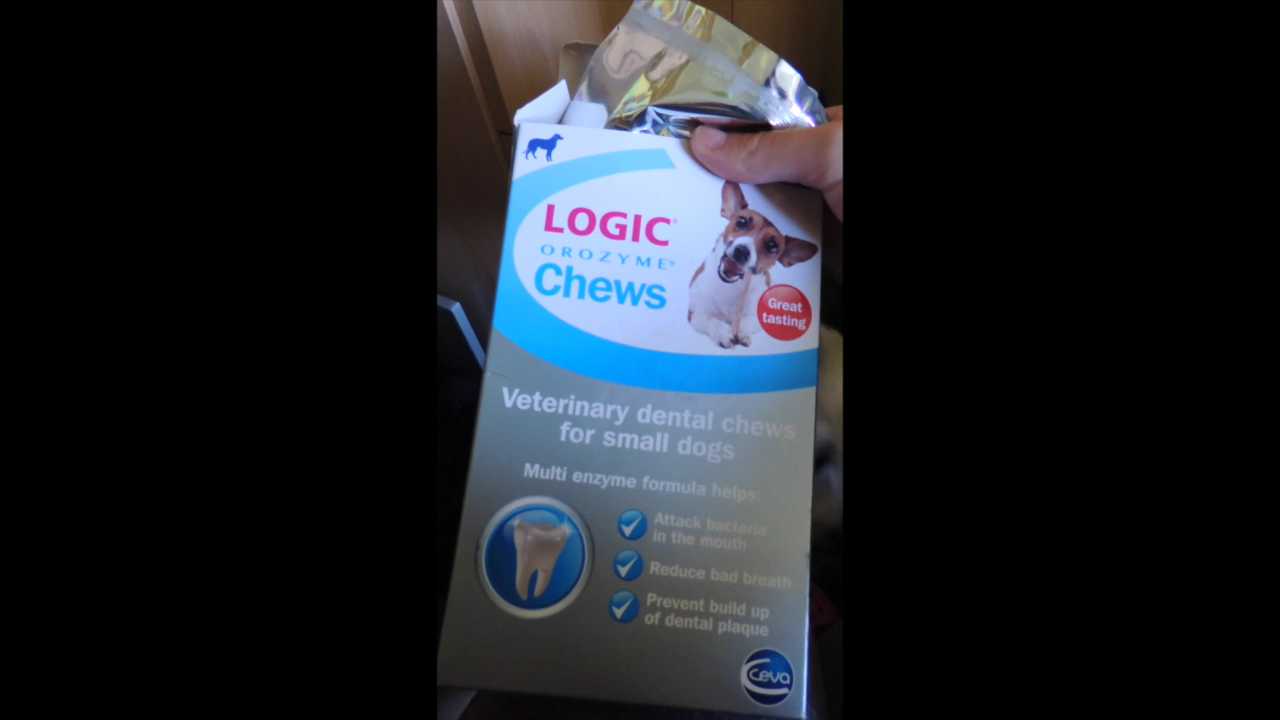 LOGIC®
OROZYME®
Chews
Great
tasting
Veterinary dental chews
for small dogs
Multi enzyme formula helps:
Attack bacteria
in the mouth
Reduce bad breath
Prevent build up
of dental plaque
Ceva